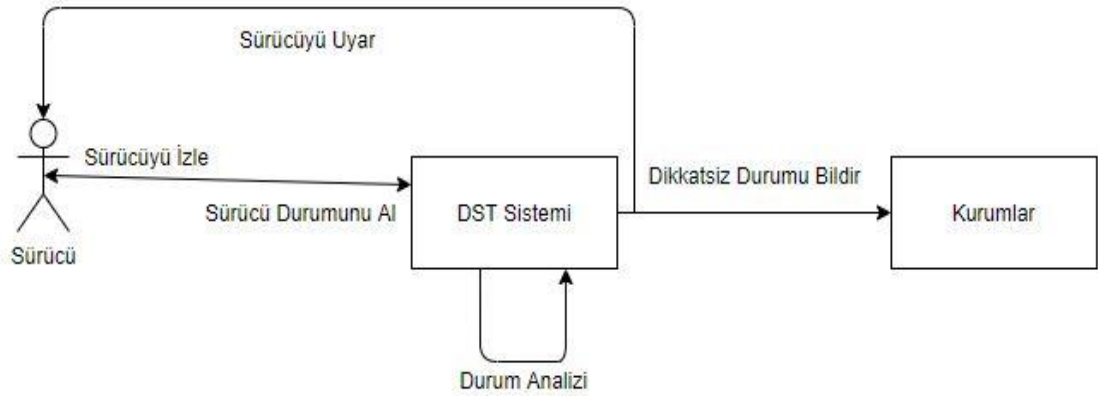 Sürücüyü Uyar
Sürücüyü İzle
Dikkatsiz Durumu Bildir
Sürücü Durumunu Al
DST Sistemi
Kurumlar
Sürücü
Durum Analizi